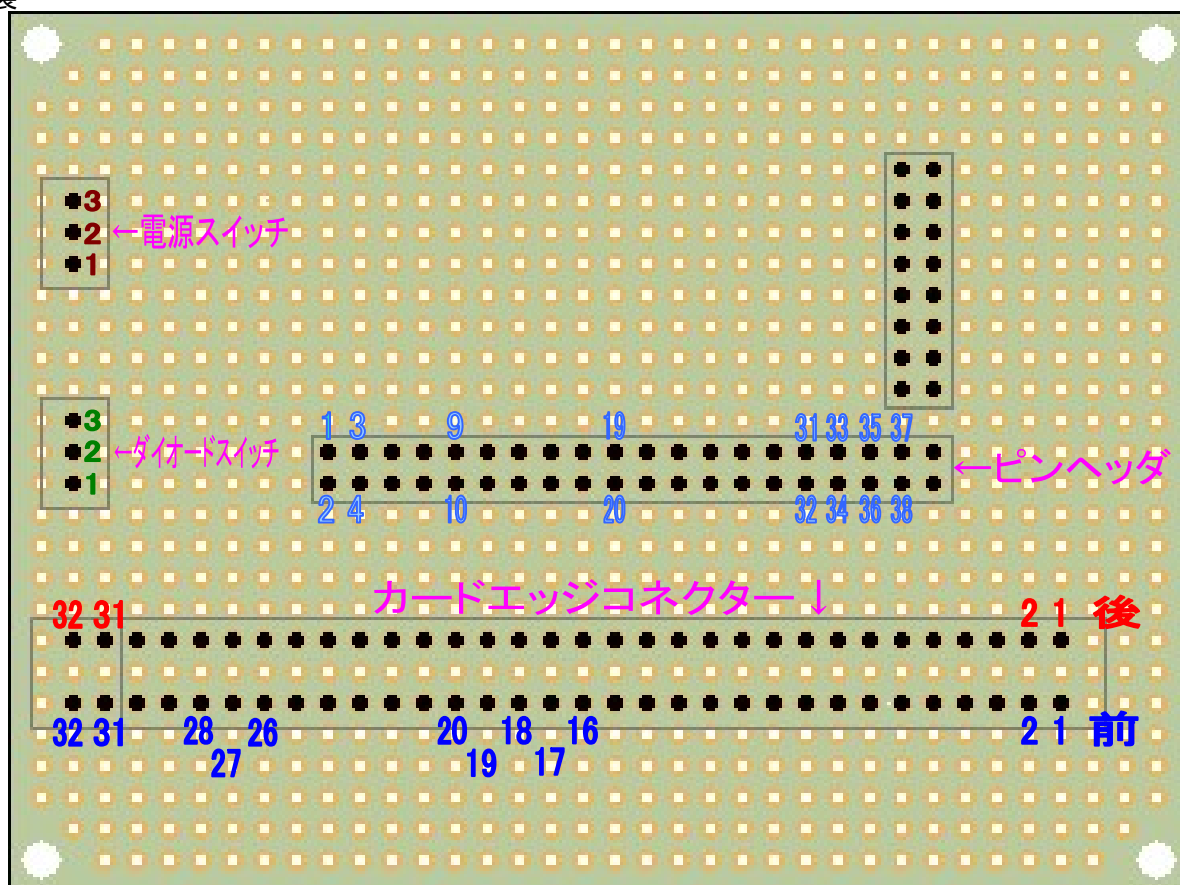 裏
3
2 ←電源スイッチ
1
3
2 ←ダイオードスイッチ
1
1 3 9 19 31 33 35 37
←ピンヘッダ
2 4 10 20 32 34 36 38
カードエッジコネクター↓
32 31 2 1 後
32 31 28 26 20 18 16 2 1 前
27 19 17